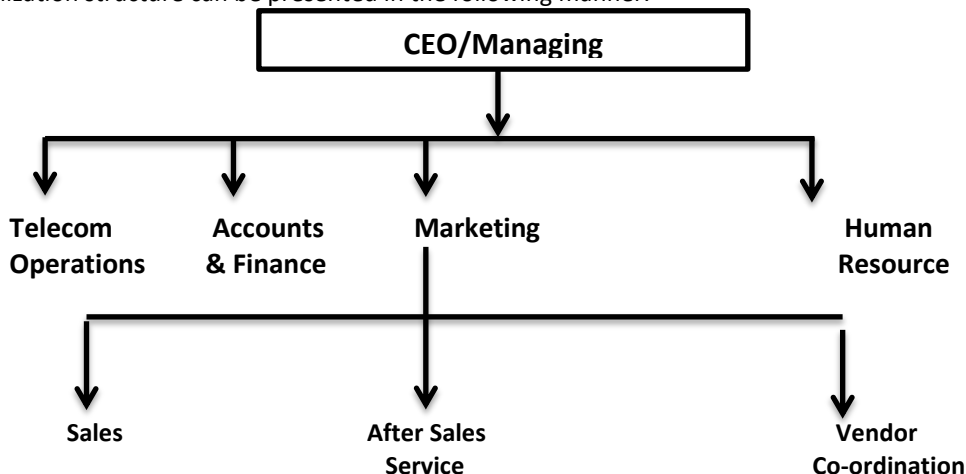 lization structure can be presented in the following manner:
CEO/Managing
Telecom Accounts Marketing Human
Operations & Finance Resource
Sales After Sales Vendor
Service Co-ordination